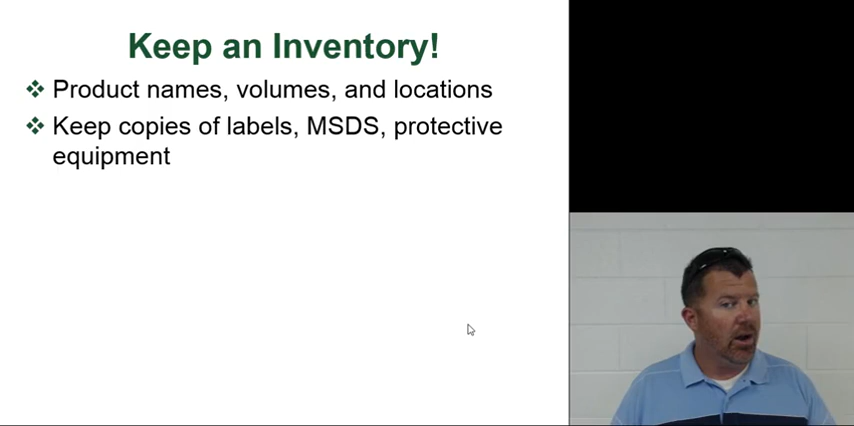 Keep an Inventory!
Product names, volumes, and locations
Keep copies of labels, MSDS, protective
equipment